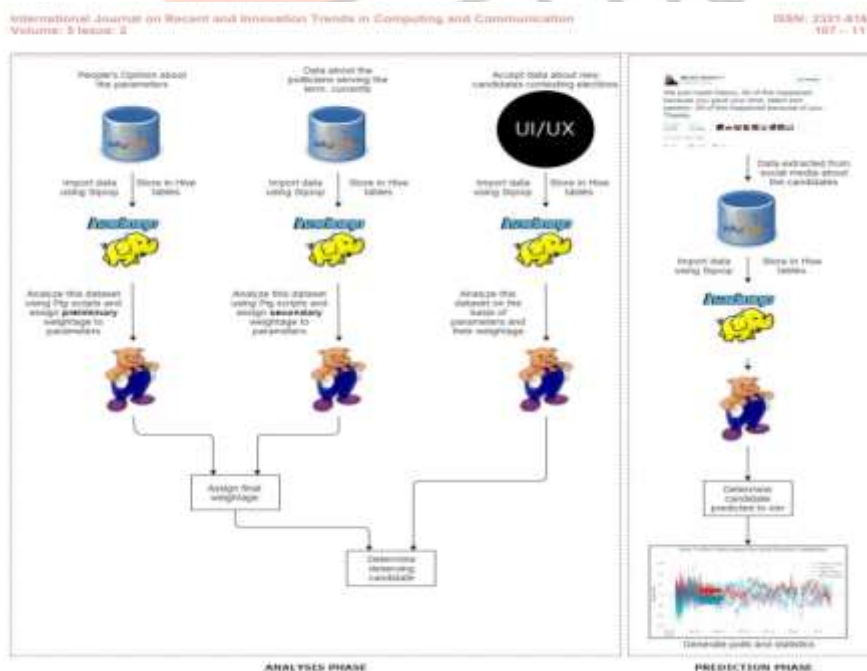 International Journal on Recent and Innovation Trends in Computing and Communication
ISSN: 2321-816
Volume: 5 Issue: 2
167 – 11
People's Opinion about
the parameters
Data about the
politicians serving the
term, currently
Accept data about new
candidates contesting elections
UI/UX
Import data
using Sqoop
Store in Hive
tables
Import data
using Sqoop
Store in Hive
tables
Import data
using Sqoop
Store in Hive
tables
Analyze this dataset
using Pig scripts and
assign preliminary
weightage to
parameters
Analyze this dataset
using Pig scripts and
assign secondary
weightage to
parameters
Analyze this
dataset on the
basis of
parameters and
their weightage
Assign final
weightage
Determine
deserving
candidate
ANALYSIS PHASE
Data extracted from
social media about
the candidates
Import data
using Sqoop
Store in Hive
tables
Determine
candidate
predicted to win
Generate polls and statistics
PREDICTION PHASE